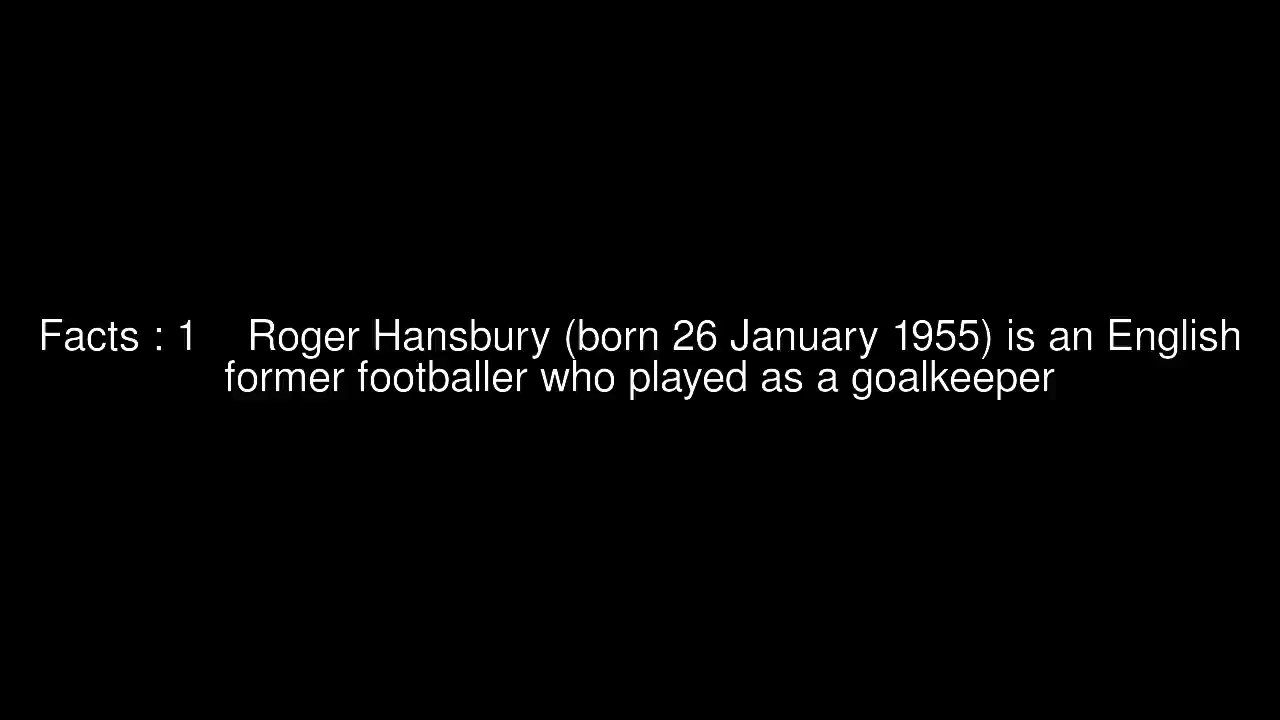 Facts : 1    Roger Hansbury (born 26 January 1955) is an English
former footballer who played as a goalkeeper